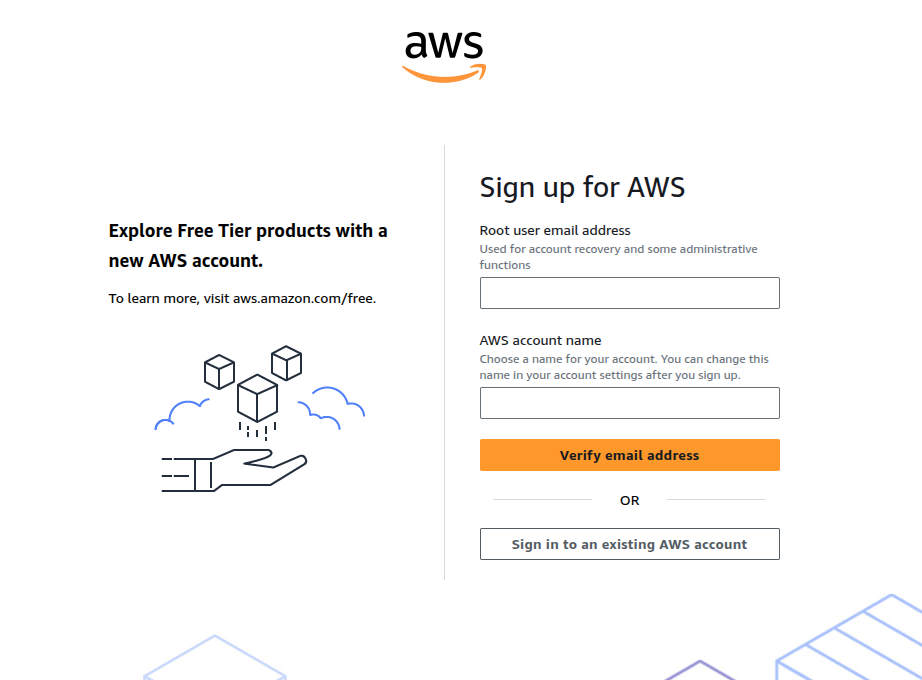 aws
Explore Free Tier products with a
new AWS account.
To learn more, visit aws.amazon.com/free.
Sign up for AWS
Root user email address
Used for account recovery and some administrative
functions
AWS account name
Choose a name for your account. You can change this
name in your account settings after you sign up.
Verify email address
OR
Sign in to an existing AWS account